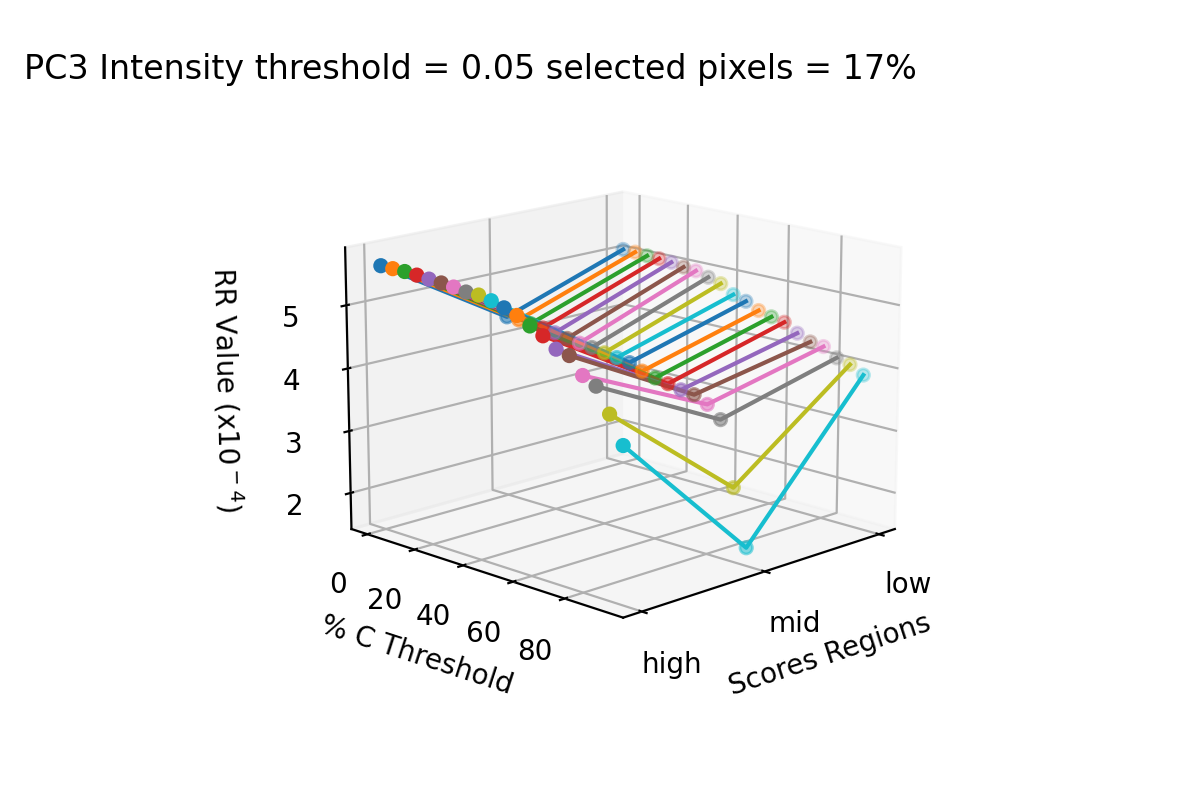 PC3 Intensity threshold = 0.05 selected pixels = 17%
RR Value (x10⁻⁴)
5
4
3
2
0
20
40
60
80
% C Threshold
high
mid
low
Scores Regions